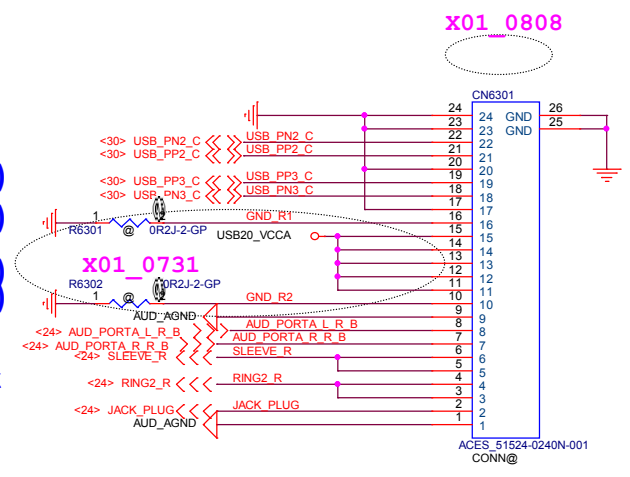 X01_0808
CN6301
24 24 GND 26
23 23 GND 25
<30> USB_PN2_C USB_PN2_C 22 22
<30> USB_PP2_C USB_PP2_C 21 21
20 20
<30> USB_PP3_C USB_PP3_C 19 19
<30> USB_PN3_C USB_PN3_C 18 18
17 17
1 2 GND_R1 16 16
R6301 @ 0R2J-2-GP
USB20_VCCA 15 15
14 14
X01_0731 13 13
12 12
R6302 0R2J-2-GP 11 11
1 @ 2 GND_R2 10 10
AUD_AGND 9 9
<24> AUD_PORTA_L_R_B AUD_PORTA_L_R_B 8 8
<24> AUD_PORTA_R_R_B AUD_PORTA_R_R_B 7 7
<24> SLEEVE_R SLEEVE_R 6 6
5 5
<24> RING2_R RING2_R 4 4
3 3
<24> JACK_PLUG JACK_PLUG 2 2
AUD_AGND 1 1
ACES_51524-0240N-001
CONN@